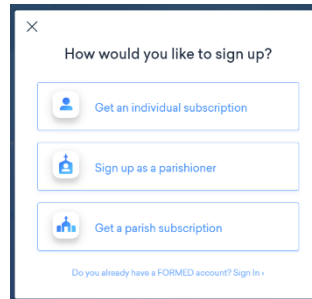 How would you like to sign up?
Get an individual subscription
Sign up as a parishioner
Get a parish subscription
Do you already have a FORMED account? Sign In ›